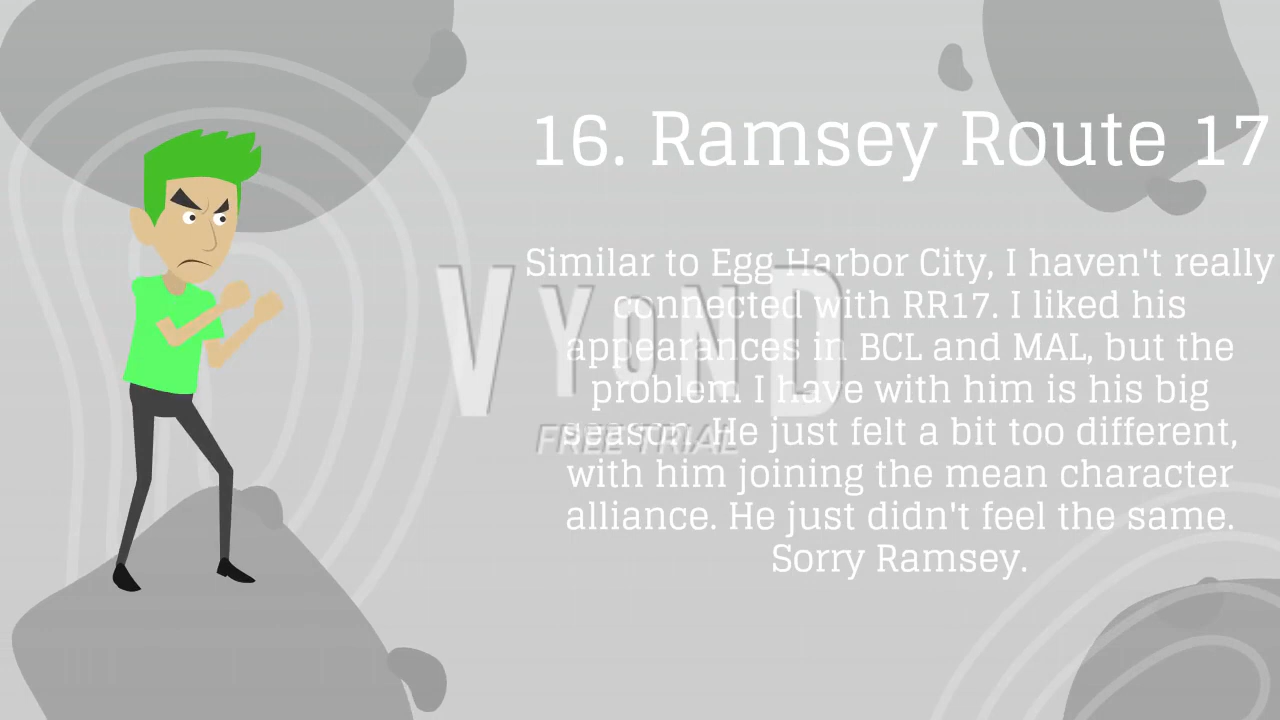 16. Ramsey Route 17
Similar to Egg Harbor City, I haven't really
connected with RR17. I liked his
appearances in BCL and MAL, but the
problem I have with him is his big
season. He just felt a bit too different,
with him joining the mean character
alliance. He just didn't feel the same.
Sorry Ramsey.
VYOND
FREE TRIAL